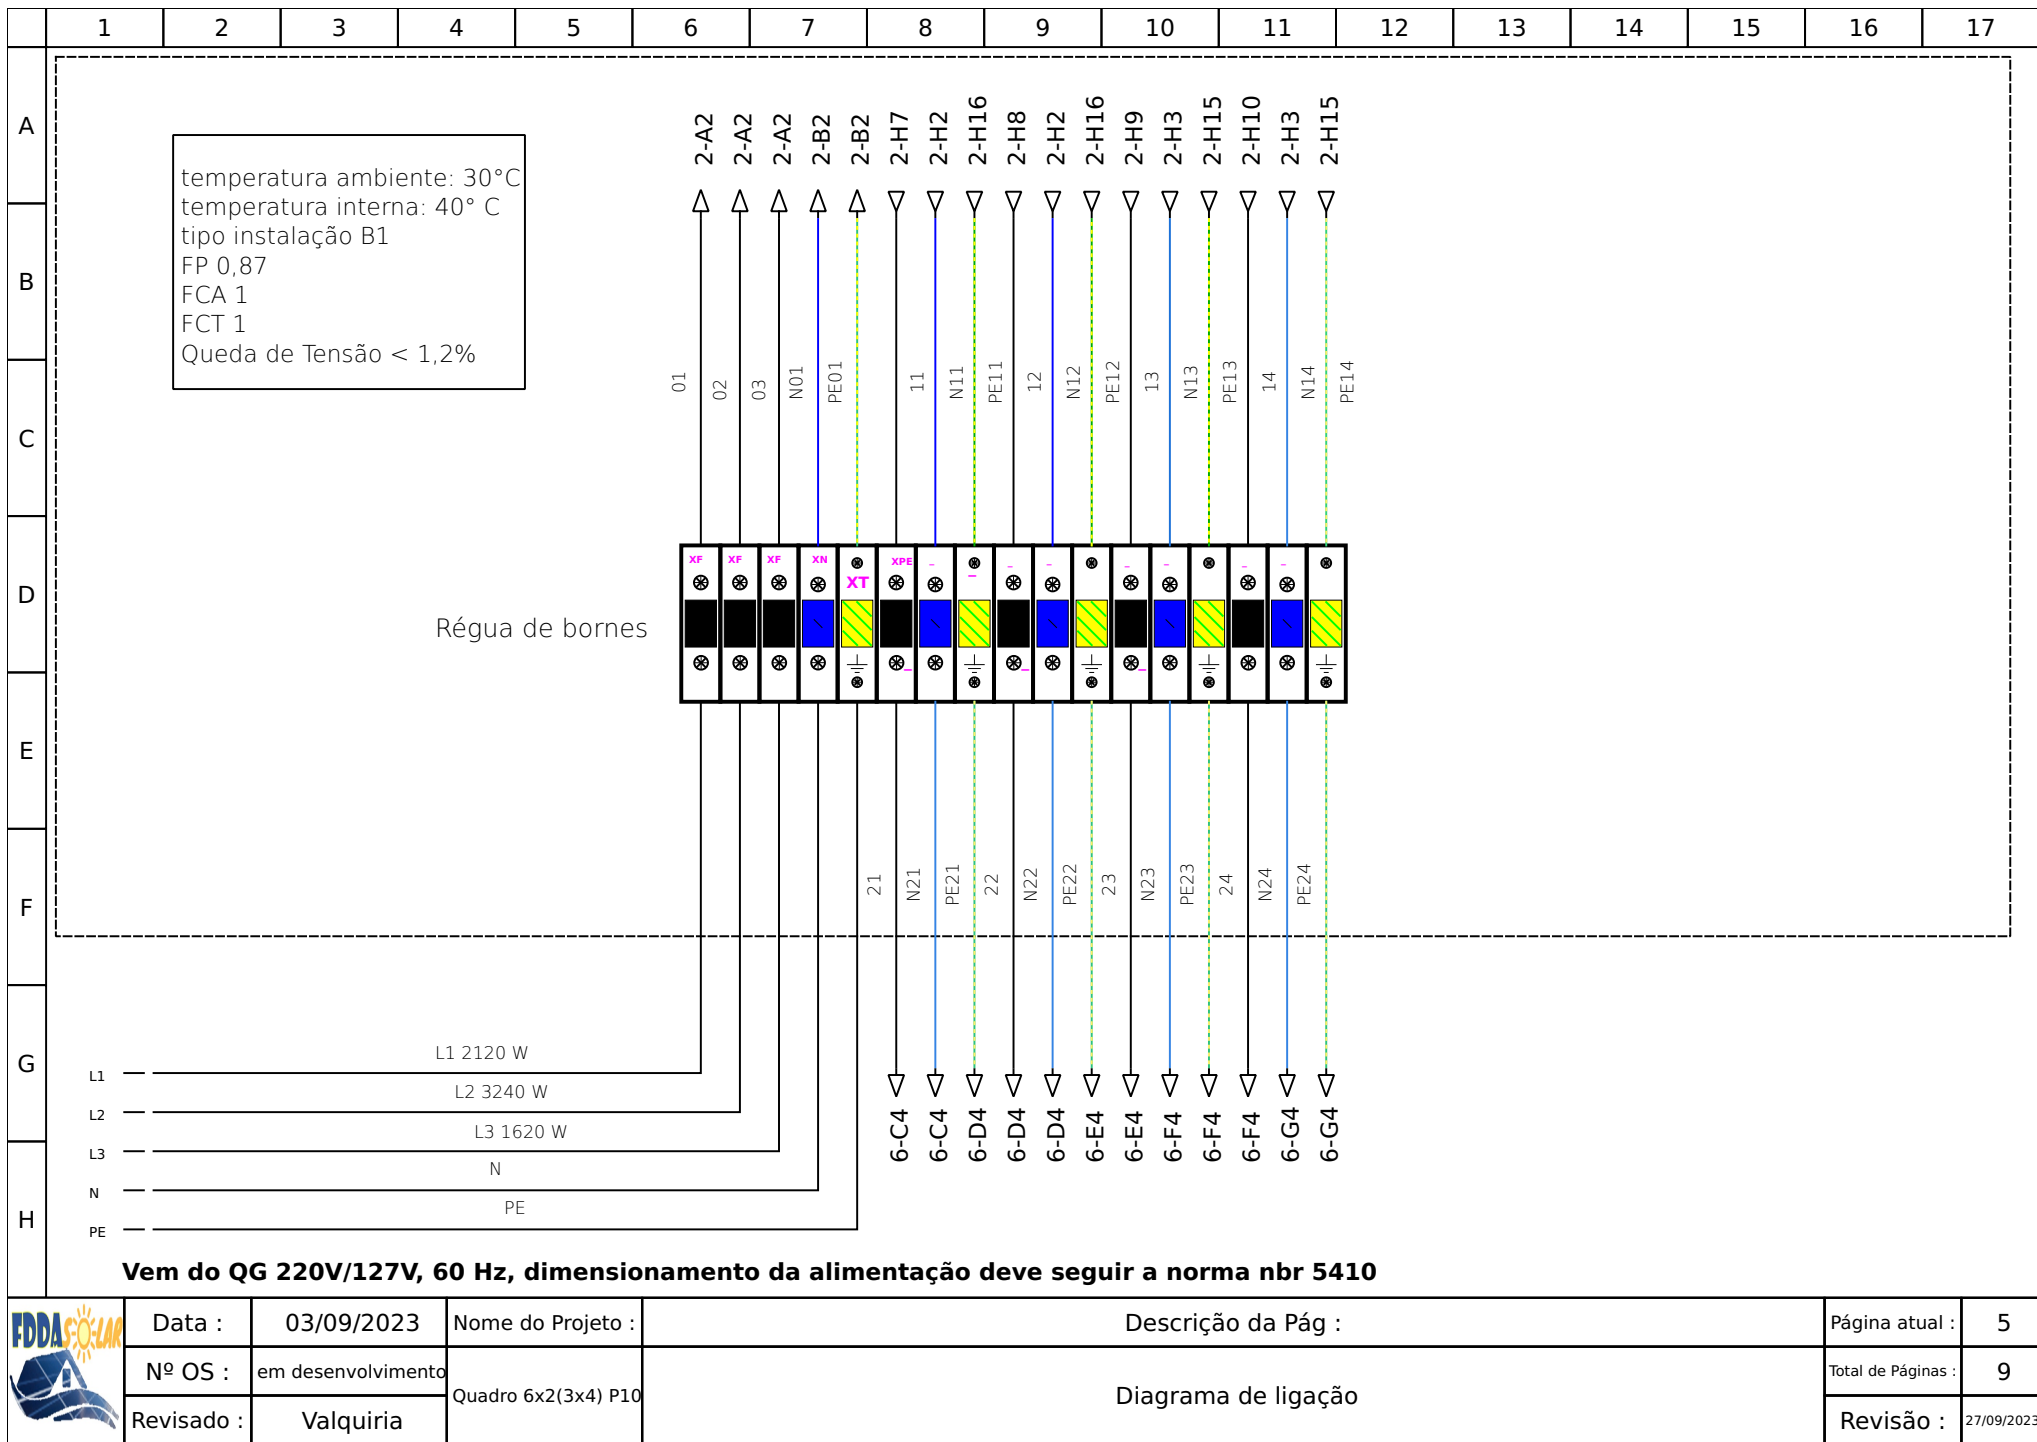 1 2 3 4 5 6 7 8 9 10 11 12 13 14 15 16 17
A
B
C
D
E
F
G
H
temperatura ambiente: 30°C
temperatura interna: 40° C
tipo instalação B1
FP 0,87
FCA 1
FCT 1
Queda de Tensão < 1,2%
2-A2 2-A2 2-A2 2-B2 2-B2 2-H7 2-H2 2-H16 2-H8 2-H2 2-H16 2-H9 2-H3 2-H15 2-H10 2-H3 2-H15
01 02 03 N01 PE01 11 N11 PE11 12 N12 PE12 13 N13 PE13 14 N14 PE14
XF XF XF XN XT XPE – – – – – – – –
Régua de bornes
– – –
21 N21 PE21 22 N22 PE22 23 N23 PE23 24 N24 PE24
6-C4 6-C4 6-D4 6-D4 6-D4 6-E4 6-E4 6-F4 6-F4 6-F4 6-G4 6-G4
L1 L1 2120 W
L2 L2 3240 W
L3 L3 1620 W
N N
PE PE
Vem do QG 220V/127V, 60 Hz, dimensionamento da alimentação deve seguir a norma nbr 5410
FDDA SOLAR
Data : 03/09/2023 Nome do Projeto : Descrição da Pág : Página atual : 5
Nº OS : em desenvolvimento Quadro 6x2(3x4) P10 Diagrama de ligação Total de Páginas : 9
Revisado : Valquiria Revisão : 27/09/2023